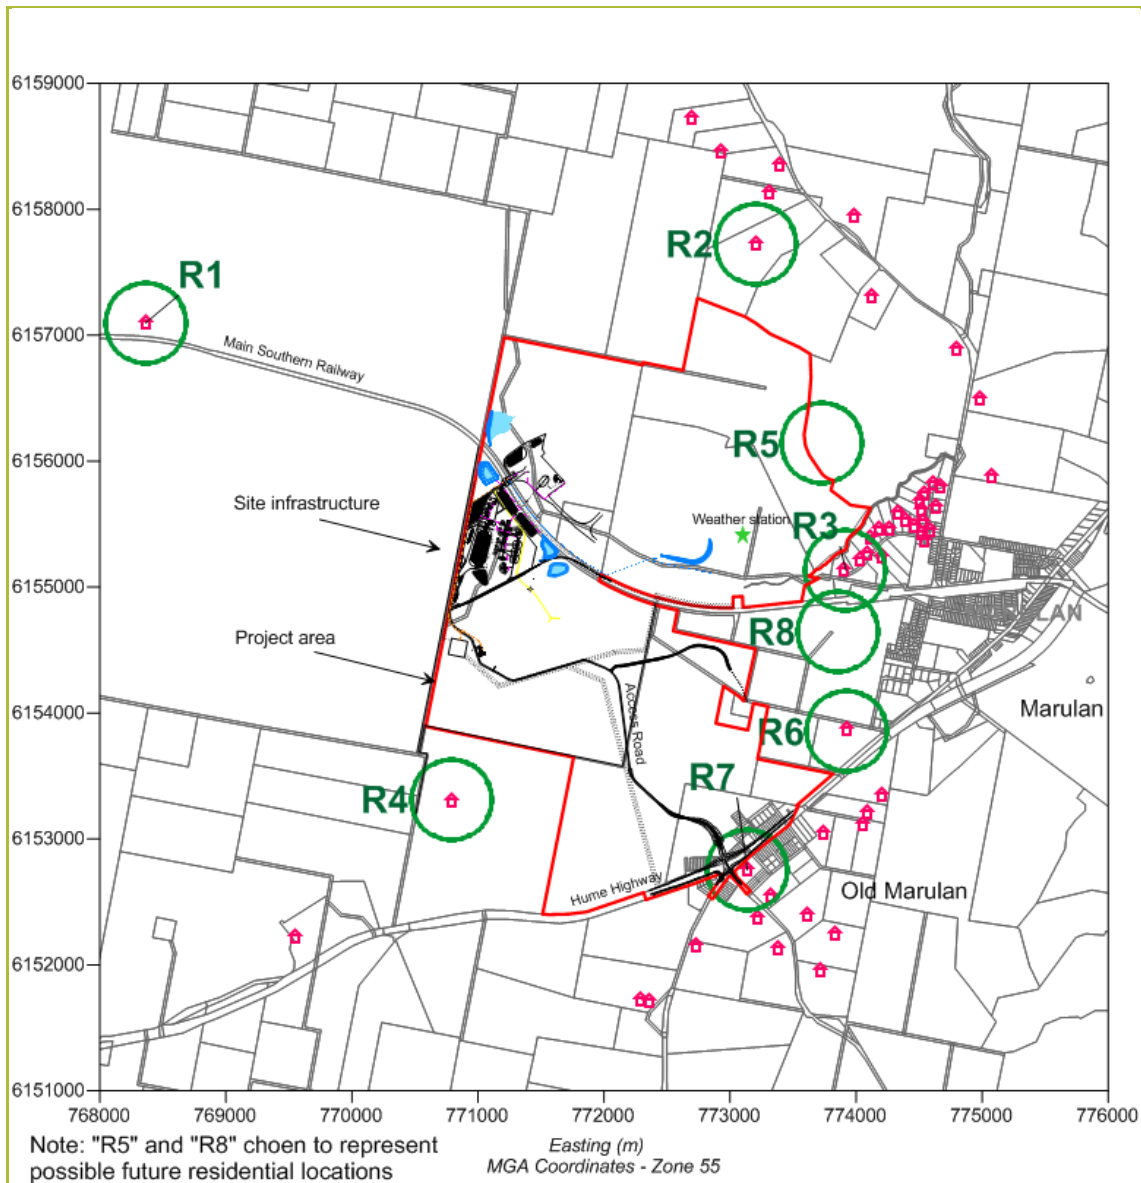 6159000
6158000
R2
R1
6157000
Main Southern Railway
R5
6156000
Site infrastructure
Weather station
R3
6155000
R8
Project area
6154000
Access Road
Marulan
R6
R7
R4
6153000
Hume Highway
Old Marulan
6152000
6151000
768000 769000 770000 771000 772000 773000 774000 775000 776000
Note: "R5" and "R8" choen to represent
possible future residential locations
Easting (m)
MGA Coordinates - Zone 55